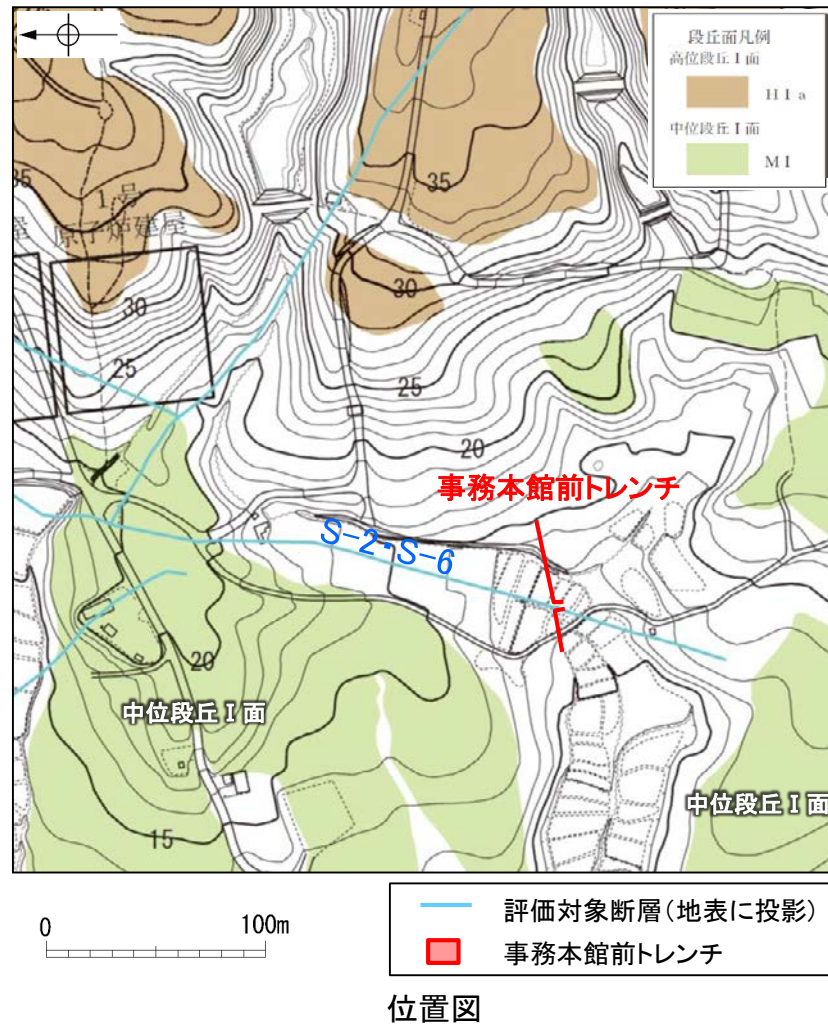 段丘面凡例
高位段丘Ⅰ面
HⅠa
中位段丘Ⅰ面
MⅠ
35
35
1号
屋
原子炉建屋
30
30
25
25
20
事務本館前トレンチ
S-2・S-6
20
中位段丘Ⅰ面
中位段丘Ⅰ面
15
0 100m
評価対象断層(地表に投影)
事務本館前トレンチ
位置図